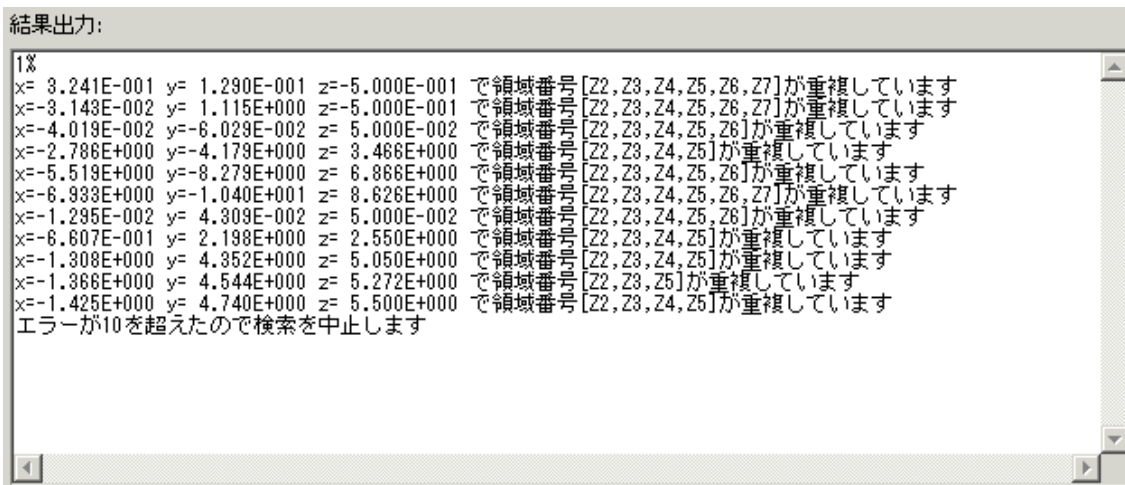 結果出力:
1%
x= 3.241E-001 y= 1.290E-001 z=-5.000E-001 で領域番号[Z2,Z3,Z4,Z5,Z6,Z7]が重複しています
x=-3.143E-002 y= 1.115E+000 z=-5.000E-001 で領域番号[Z2,Z3,Z4,Z5,Z6,Z7]が重複しています
x=-4.019E-002 y=-6.029E-002 z= 5.000E-002 で領域番号[Z2,Z3,Z4,Z5,Z6]が重複しています
x=-2.786E+000 y=-4.179E+000 z= 3.466E+000 で領域番号[Z2,Z3,Z4,Z5]が重複しています
x=-5.519E+000 y=-8.279E+000 z= 6.866E+000 で領域番号[Z2,Z3,Z4,Z5,Z6]が重複しています
x=-6.933E+000 y=-1.040E+001 z= 8.626E+000 で領域番号[Z2,Z3,Z4,Z5,Z6,Z7]が重複しています
x=-1.295E-002 y= 4.309E-002 z= 5.000E-002 で領域番号[Z2,Z3,Z4,Z5,Z6]が重複しています
x=-6.607E-001 y= 2.198E+000 z= 2.550E+000 で領域番号[Z2,Z3,Z4,Z5]が重複しています
x=-1.308E+000 y= 4.352E+000 z= 5.050E+000 で領域番号[Z2,Z3,Z4,Z5]が重複しています
x=-1.366E+000 y= 4.544E+000 z= 5.272E+000 で領域番号[Z2,Z3,Z5]が重複しています
x=-1.425E+000 y= 4.740E+000 z= 5.500E+000 で領域番号[Z2,Z3,Z4,Z5]が重複しています
エラーが10を超えたので検索を中止します